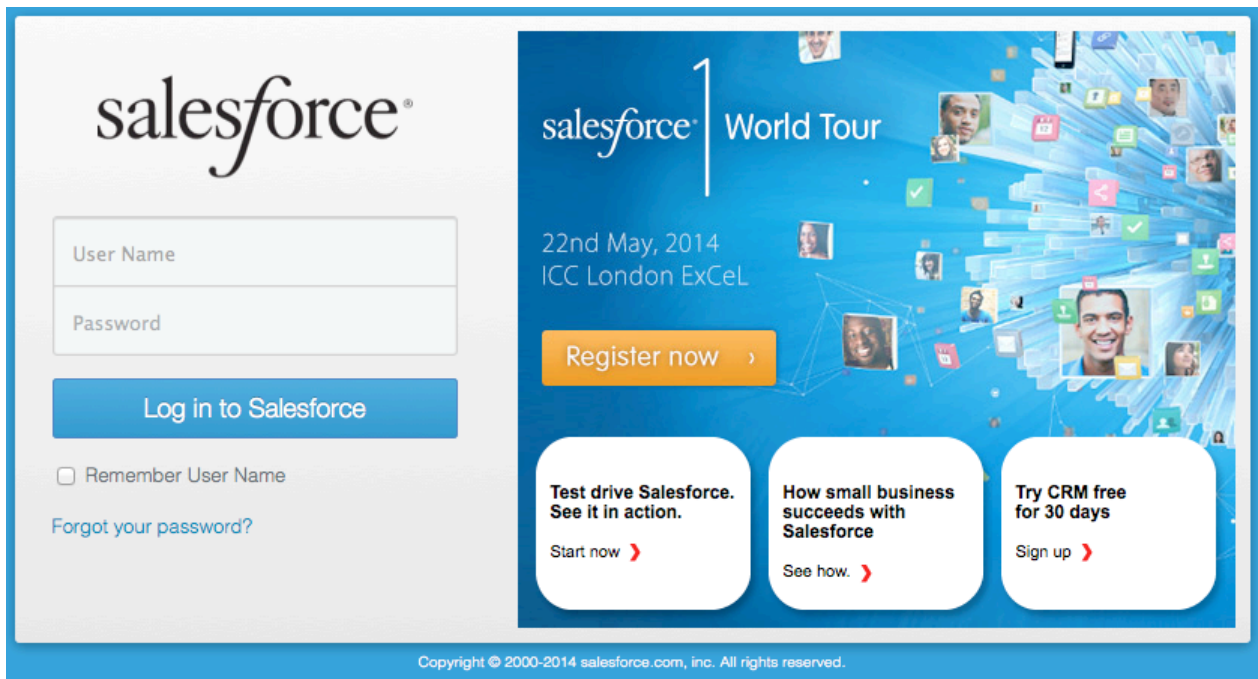 salesforce®
User Name
Password
Log in to Salesforce
Remember User Name
Forgot your password?
salesforce 1 World Tour
22nd May, 2014
ICC London ExCeL
Register now ›
Test drive Salesforce.
See it in action.
Start now ❯
How small business
succeeds with
Salesforce
See how. ❯
Try CRM free
for 30 days
Sign up ❯
Copyright © 2000-2014 salesforce.com, inc. All rights reserved.